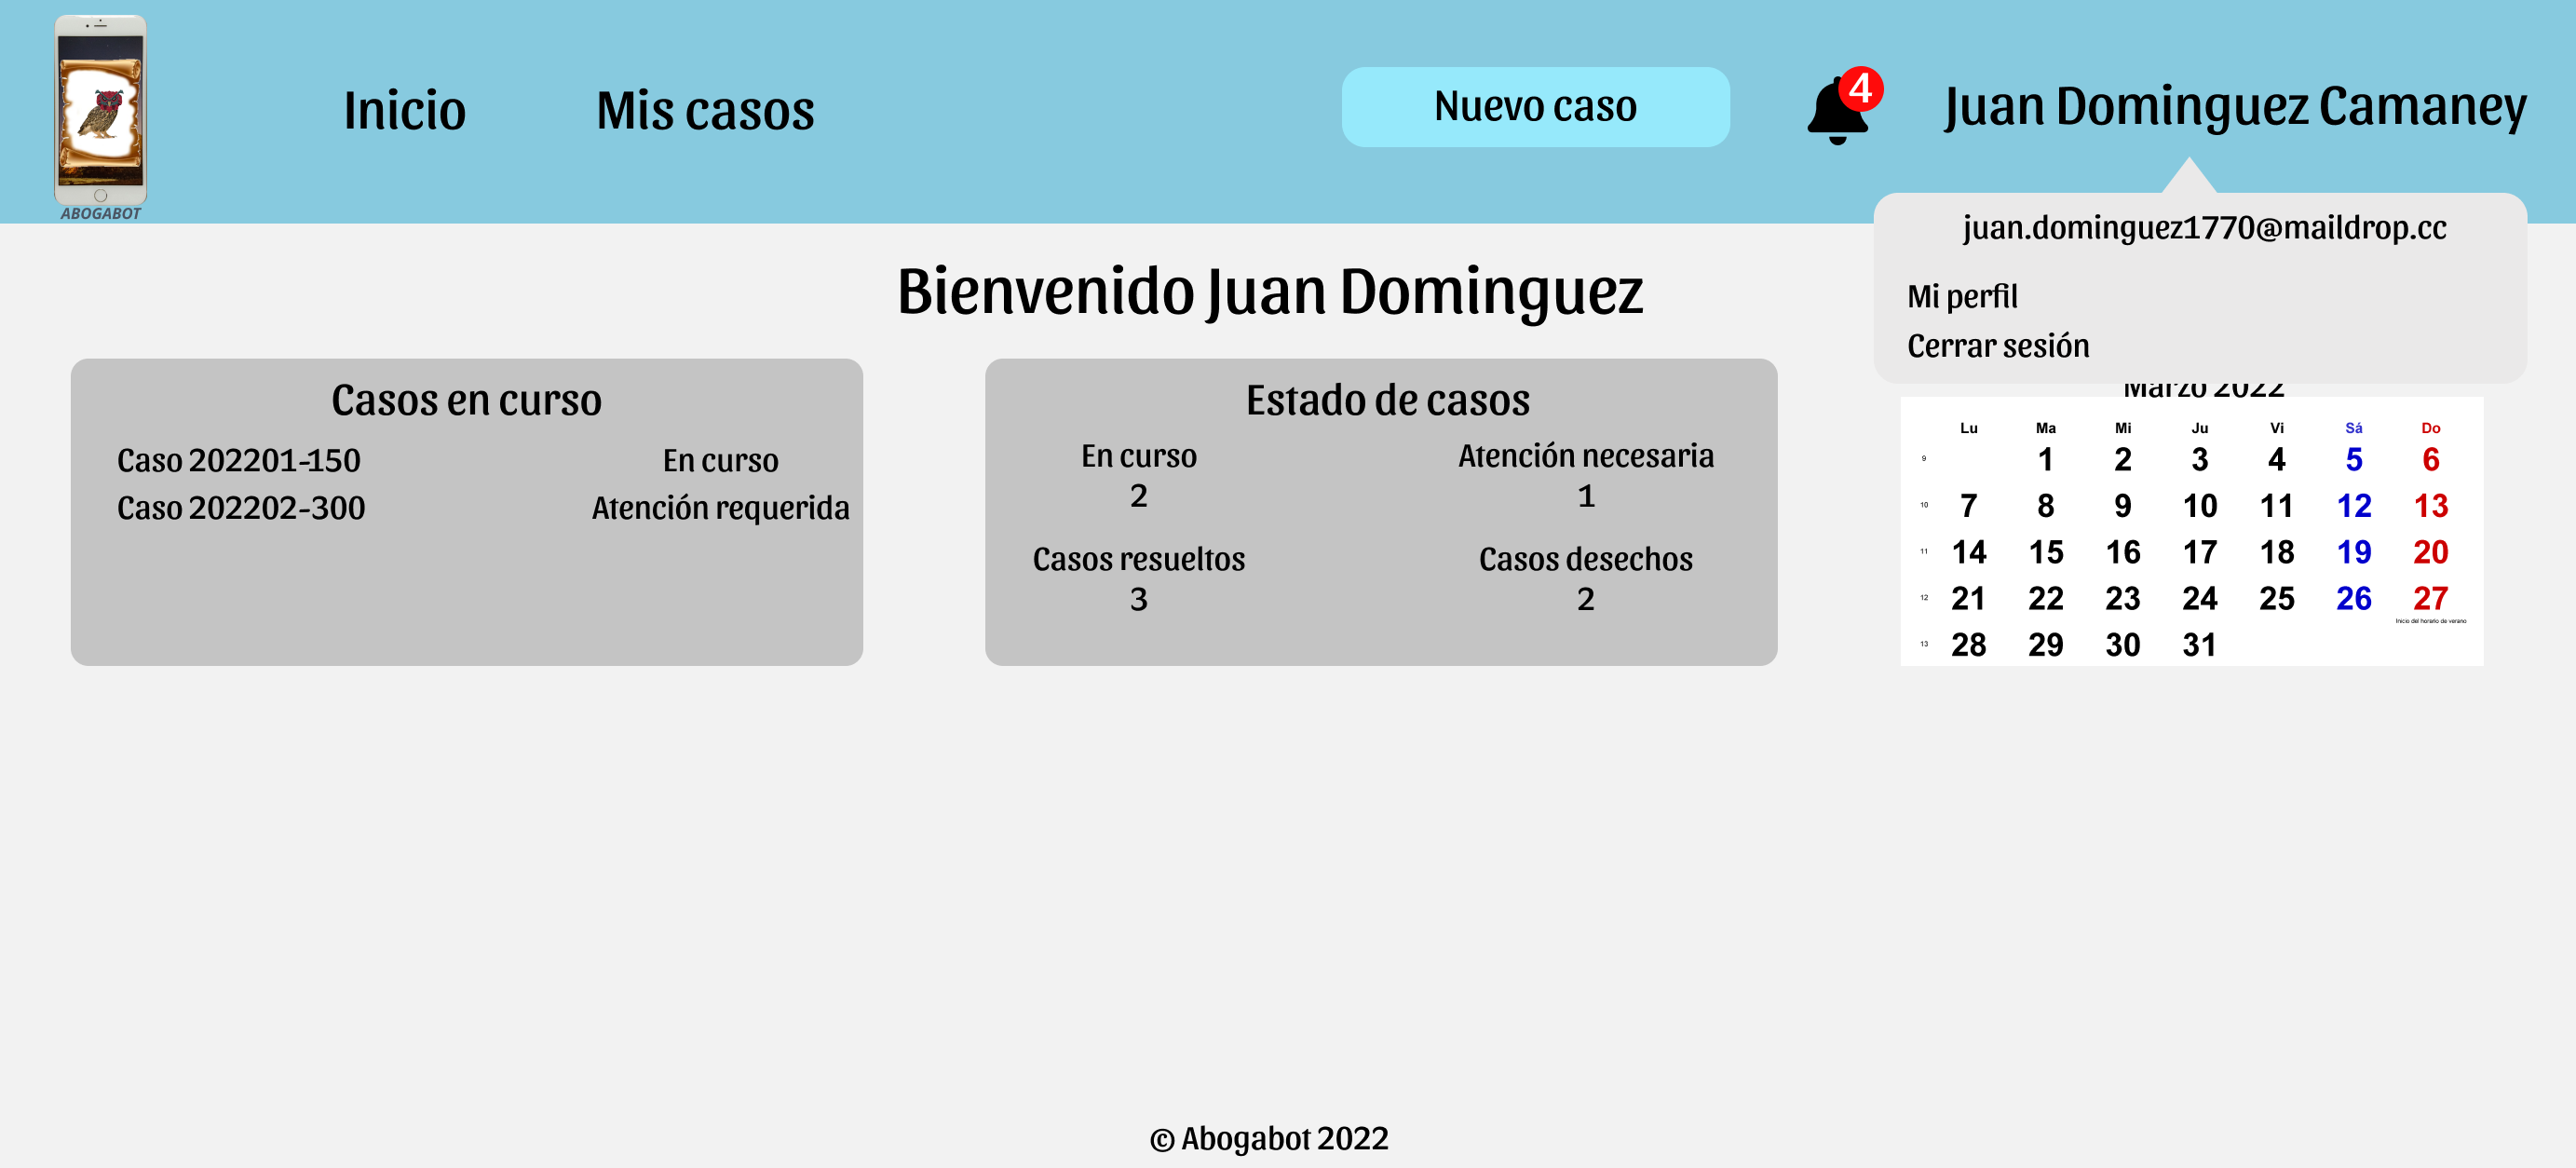 ABOGABOT
Inicio
Mis casos
Nuevo caso
4
Juan Dominguez Camaney
juan.dominguez1770@maildrop.cc
Mi perfil
Cerrar sesión
Bienvenido Juan Dominguez
Casos en curso
Caso 202201-150 En curso
Caso 202202-300 Atención requerida
Estado de casos
En curso Atención necesaria
2 1
Casos resueltos Casos desechos
3 2
Marzo 2022
Lu Ma Mi Ju Vi Sá Do
9 1 2 3 4 5 6
10 7 8 9 10 11 12 13
11 14 15 16 17 18 19 20
12 21 22 23 24 25 26 27
Inicio del horario de verano
13 28 29 30 31
© Abogabot 2022